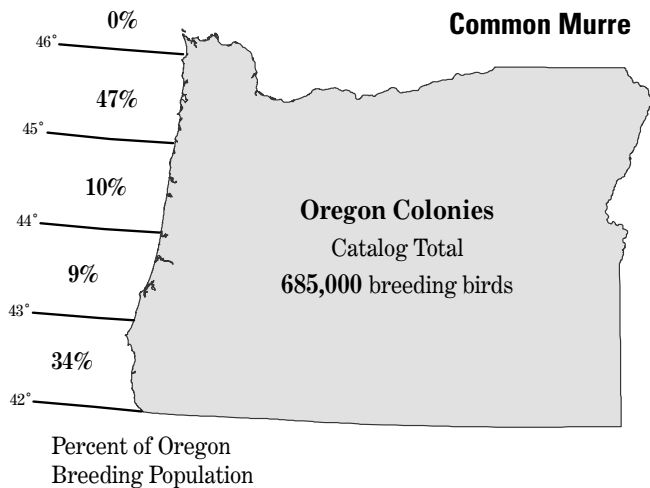 Common Murre
0%
46°
47%
45°
10%
44°
9%
43°
34%
42°
Oregon Colonies
Catalog Total
685,000 breeding birds
Percent of Oregon
Breeding Population